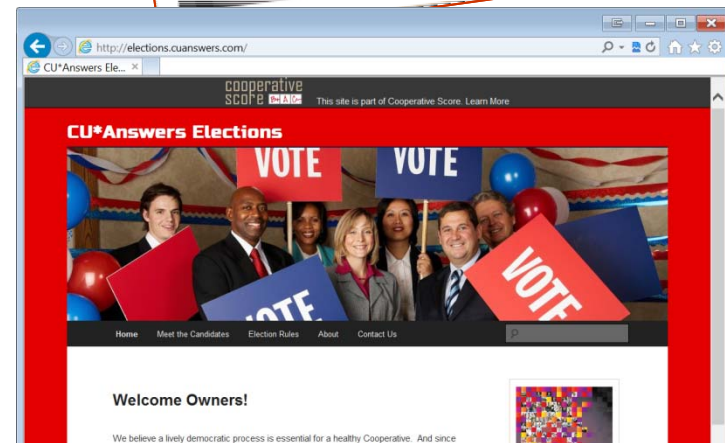 http://elections.cuanswers.com/
CU*Answers Ele...
cooperative
score
This site is part of Cooperative Score. Learn More
CU*Answers Elections
VOTE
VOTE
VOTE
VOTE
Home Meet the Candidates Election Rules About Contact Us
Welcome Owners!
We believe a lively democratic process is essential for a healthy Cooperative. And since